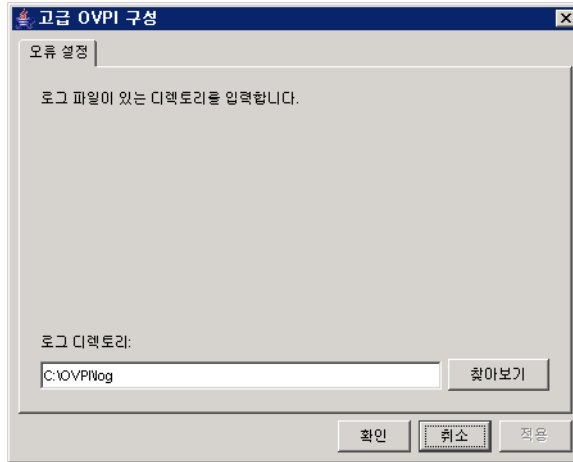 고급 OVPI 구성
오류 설정
로그 파일이 있는 디렉토리을 입력합니다.
로그 디렉토리:
C:\OVPI\log
찾아보기
확인
취소
적용